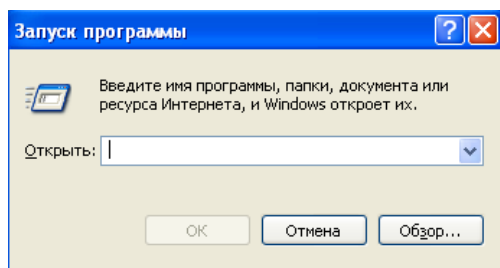 Запуск программы
Введите имя программы, папки, документа или
ресурса Интернета, и Windows откроет их.
Открыть:
ОК Отмена Обзор...